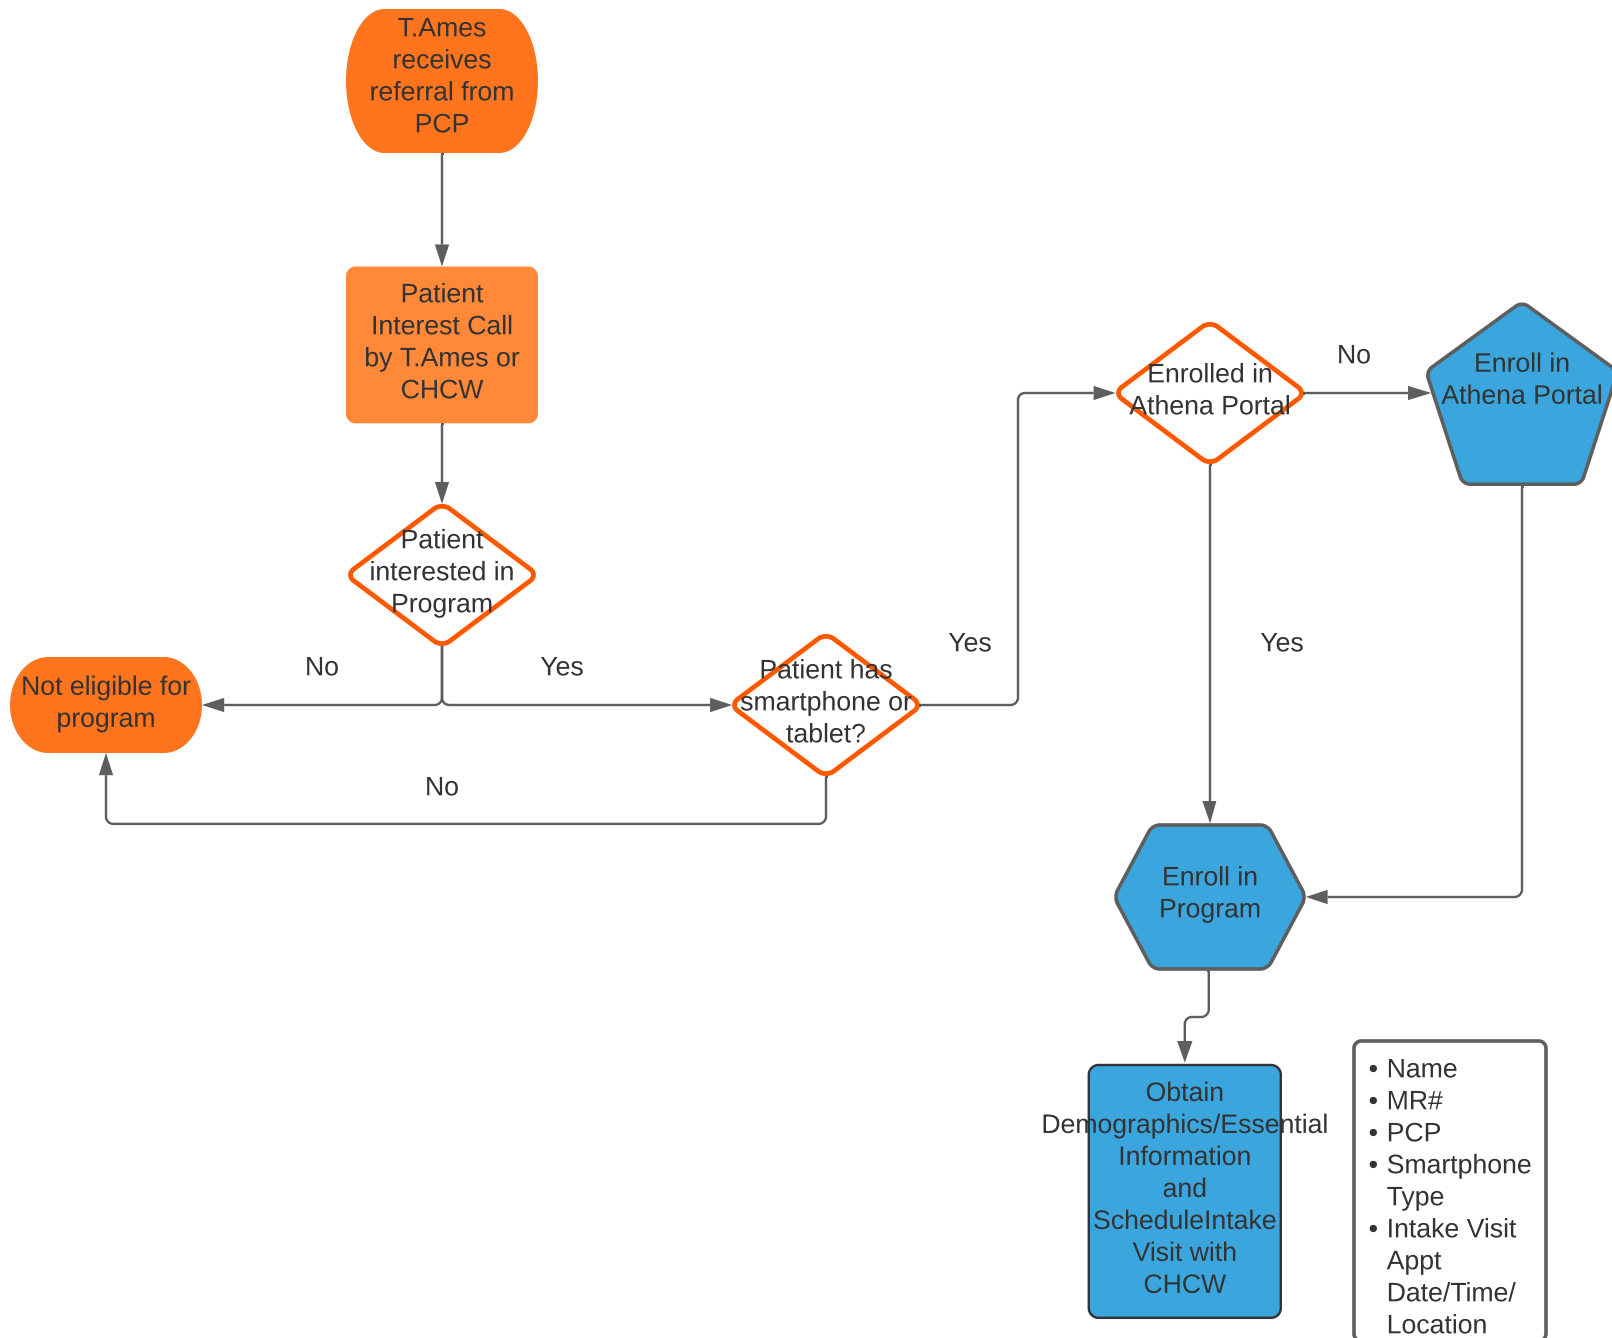 T.Ames
receives
referral from
PCP
Patient
Interest Call
by T.Ames or
CHCW
Patient
interested in
Program
No
Yes
Not eligible for
program
No
Patient has
smartphone or
tablet?
Yes
Enrolled in
Athena Portal
No
Enroll in
Athena Portal
Yes
Enroll in
Program
Obtain
Demographics/Essential
Information
and
ScheduleIntake
Visit with
CHCW
• Name
• MR#
• PCP
• Smartphone
Type
• Intake Visit
Appt
Date/Time/
Location